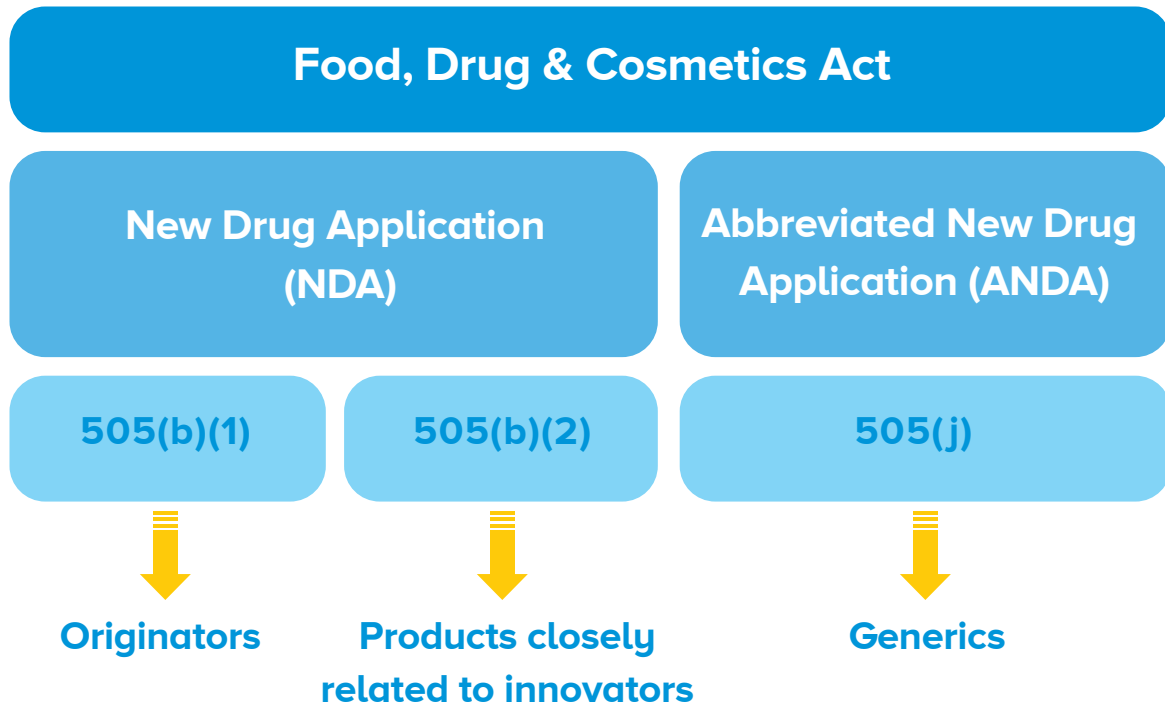 Food, Drug & Cosmetics Act
New Drug Application
(NDA)
Abbreviated New Drug
Application (ANDA)
505(b)(1)
505(b)(2)
505(j)
Originators
Products closely
related to innovators
Generics